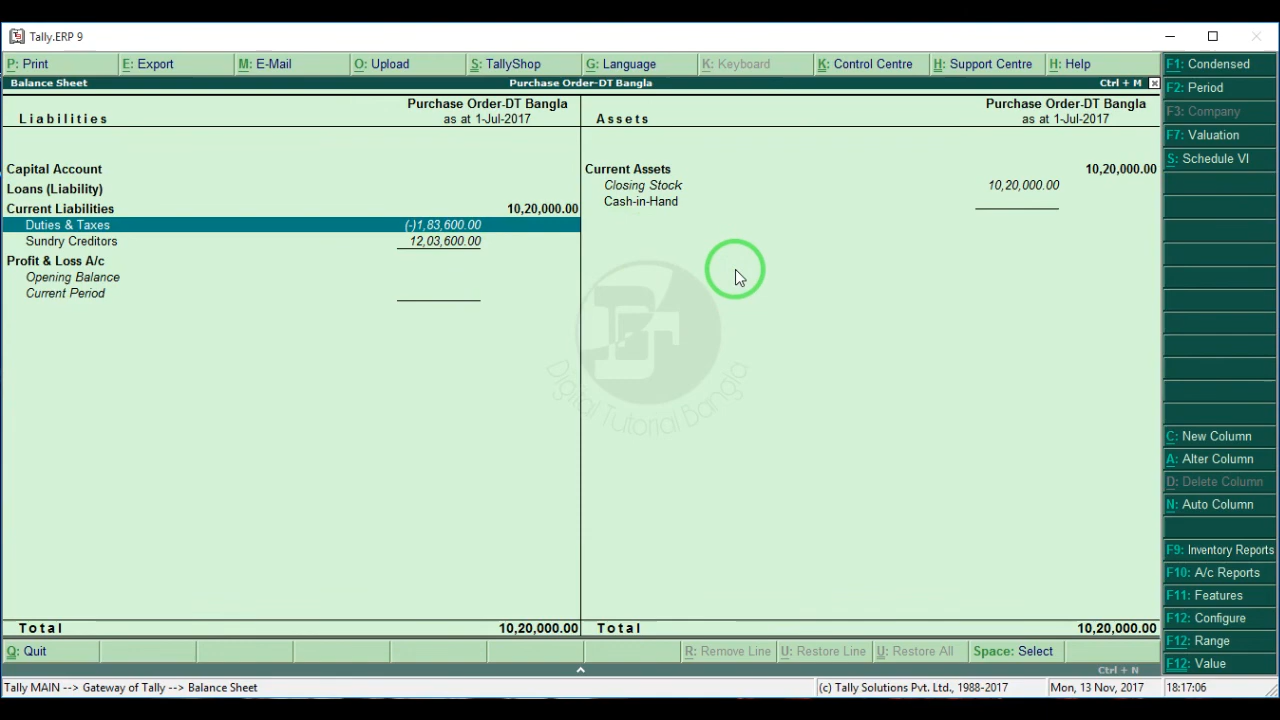 Tally.ERP 9
P: Print E: Export M: E-Mail O: Upload S: TallyShop G: Language K: Keyboard K: Control Centre H: Support Centre H: Help
Balance Sheet Purchase Order-DT Bangla Ctrl + M
Liabilities
Purchase Order-DT Bangla
as at 1-Jul-2017
Capital Account
Loans (Liability)
Current Liabilities 10,20,000.00
Duties & Taxes (-)1,83,600.00
Sundry Creditors 12,03,600.00
Profit & Loss A/c
Opening Balance
Current Period
Total 10,20,000.00
Assets
Purchase Order-DT Bangla
as at 1-Jul-2017
Current Assets 10,20,000.00
Closing Stock 10,20,000.00
Cash-in-Hand
Total 10,20,000.00
Digital Tutorial Bangla
F1: Condensed
F2: Period
F3: Company
F7: Valuation
S: Schedule VI
C: New Column
A: Alter Column
D: Delete Column
N: Auto Column
F9: Inventory Reports
F10: A/c Reports
F11: Features
F12: Configure
F12: Range
F12: Value
Q: Quit R: Remove Line U: Restore Line U: Restore All Space: Select
Ctrl + N
Tally MAIN --> Gateway of Tally --> Balance Sheet (c) Tally Solutions Pvt. Ltd., 1988-2017 Mon, 13 Nov, 2017 18:17:06